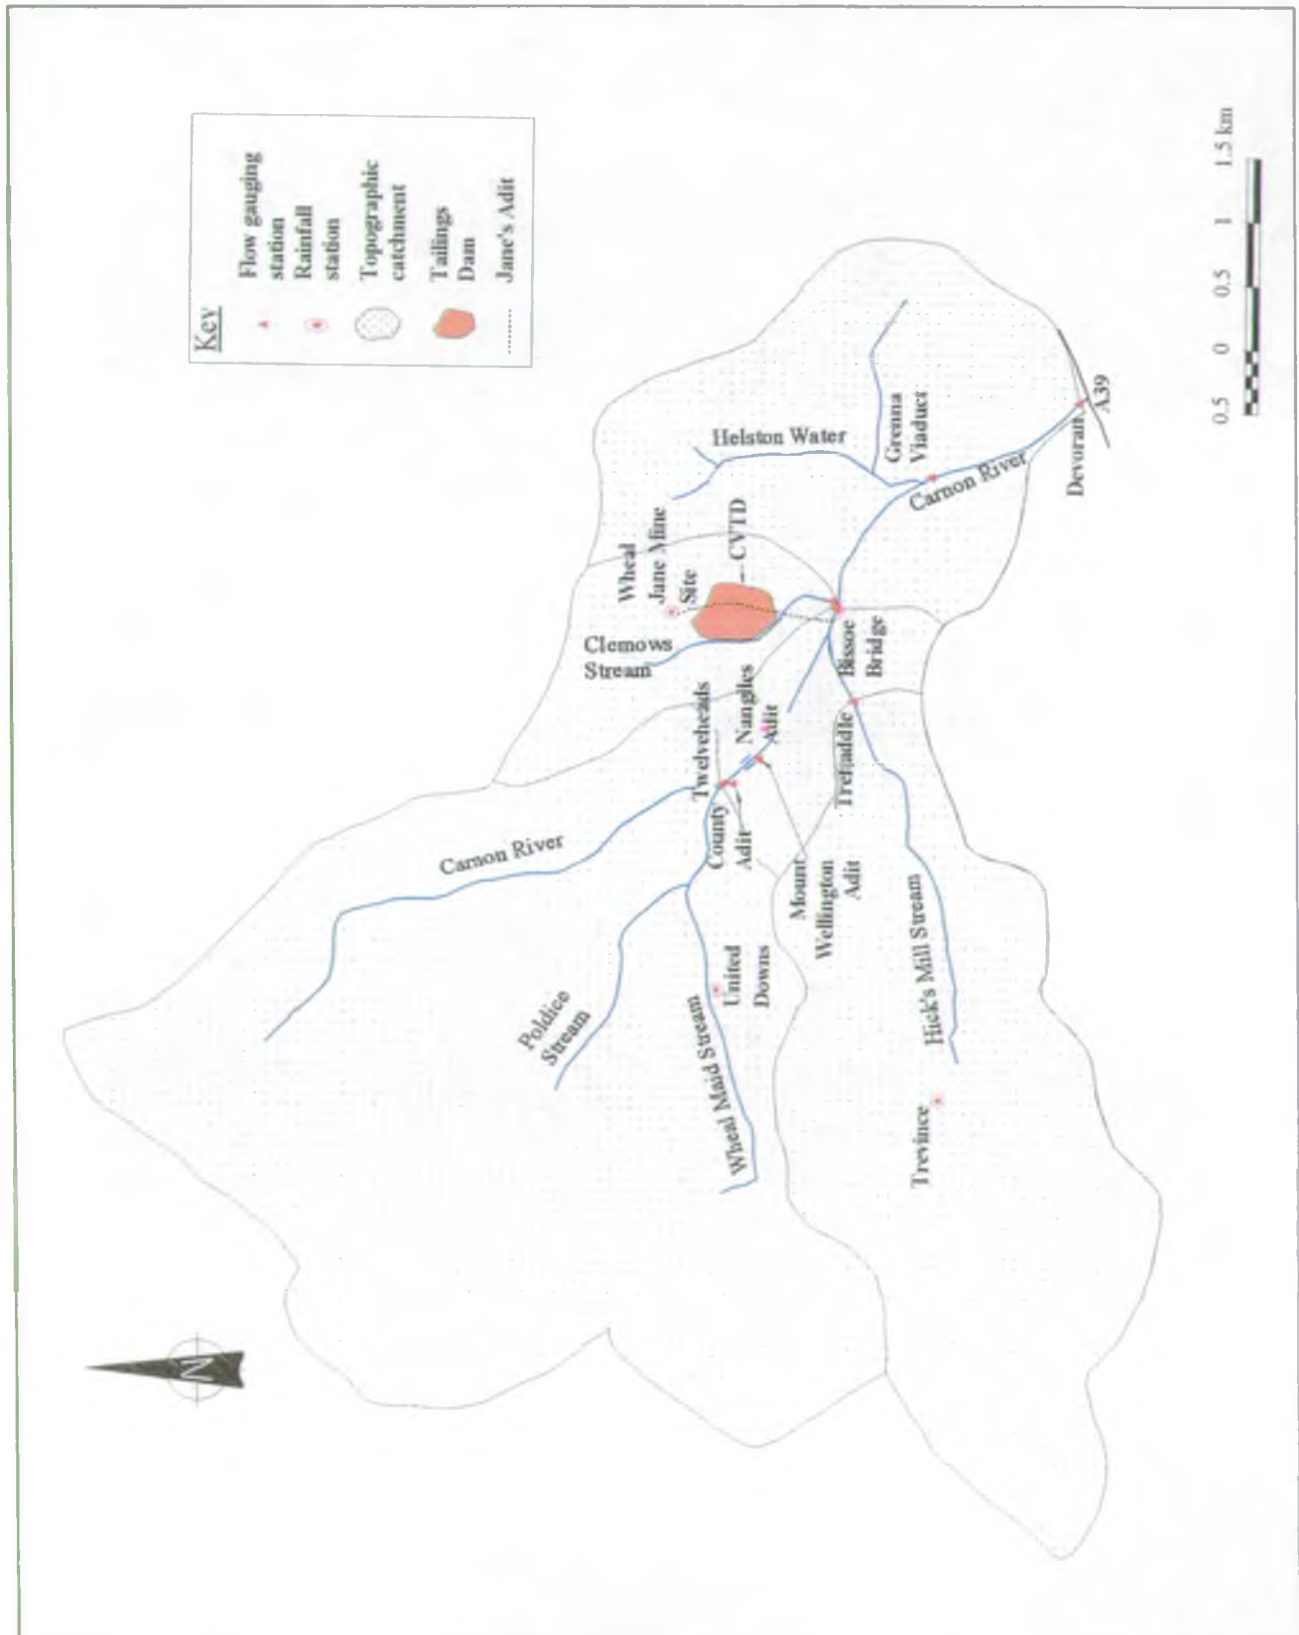 Key
Flow gauging
station
Rainfall
station
Topographic
catchment
Tailings
Dam
Jane's Adit
N
Carnon River
Poldice
Stream
Wheal Maid Stream
United
Downs
Trevince
Hick's Mill Stream
County
Adit
Mount
Wellington
Adit
Twelveheads
Nangiles
Adit
Trehaddle
Clemows
Stream
Wheal
Jane Mine
Site
CVTD
Bissoe
Bridge
Helston Water
Grenna
Viaduct
Carnon River
Devoran
A39
0.5 0 0.5 1 1.5 km